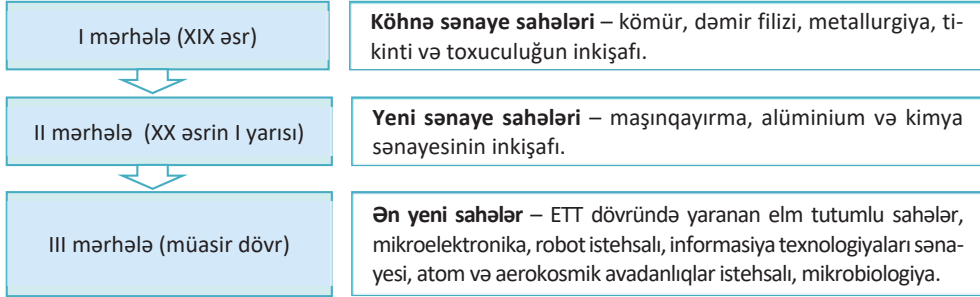 I mərhələ (XIX əsr)
Köhnə sənaye sahələri – kömür, dəmir filizi, metallurgiya, ti-
kinti və toxuculuğun inkişafı.
II mərhələ (XX əsrin I yarısı)
Yeni sənaye sahələri – maşınqayırma, alüminium və kimya
sənayesinin inkişafı.
III mərhələ (müasir dövr)
Ən yeni sahələr – ETT dövründə yaranan elm tutumlu sahələr,
mikroelektronika, robot istehsalı, informasiya texnologiyaları səna-
yesi, atom və aerokosmik avadanlıqlar istehsalı, mikrobiologiya.